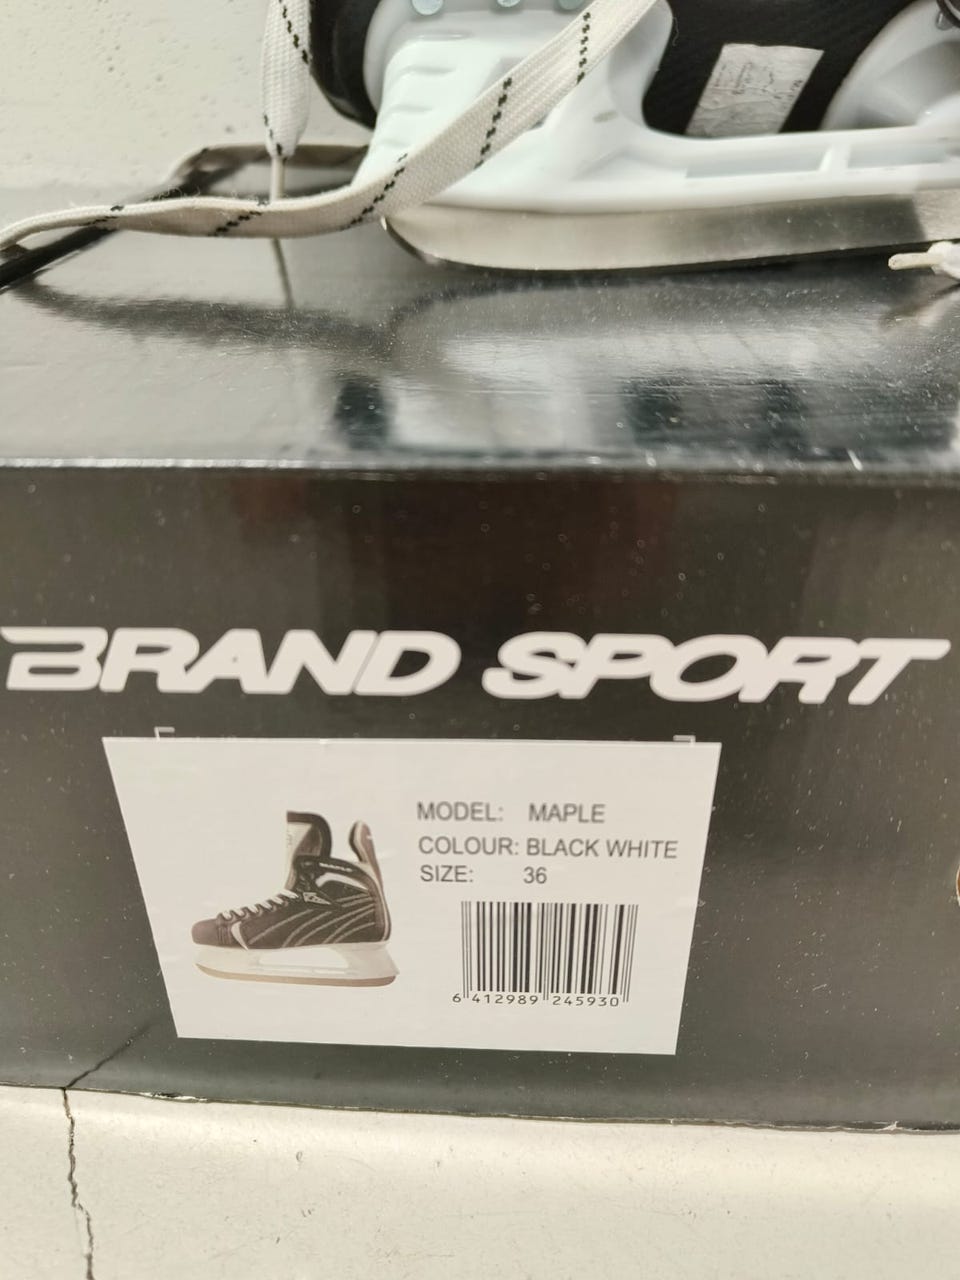 BRAND SPORT
MODEL: MAPLE
COLOUR: BLACK WHITE
SIZE: 36
6 412989 245930